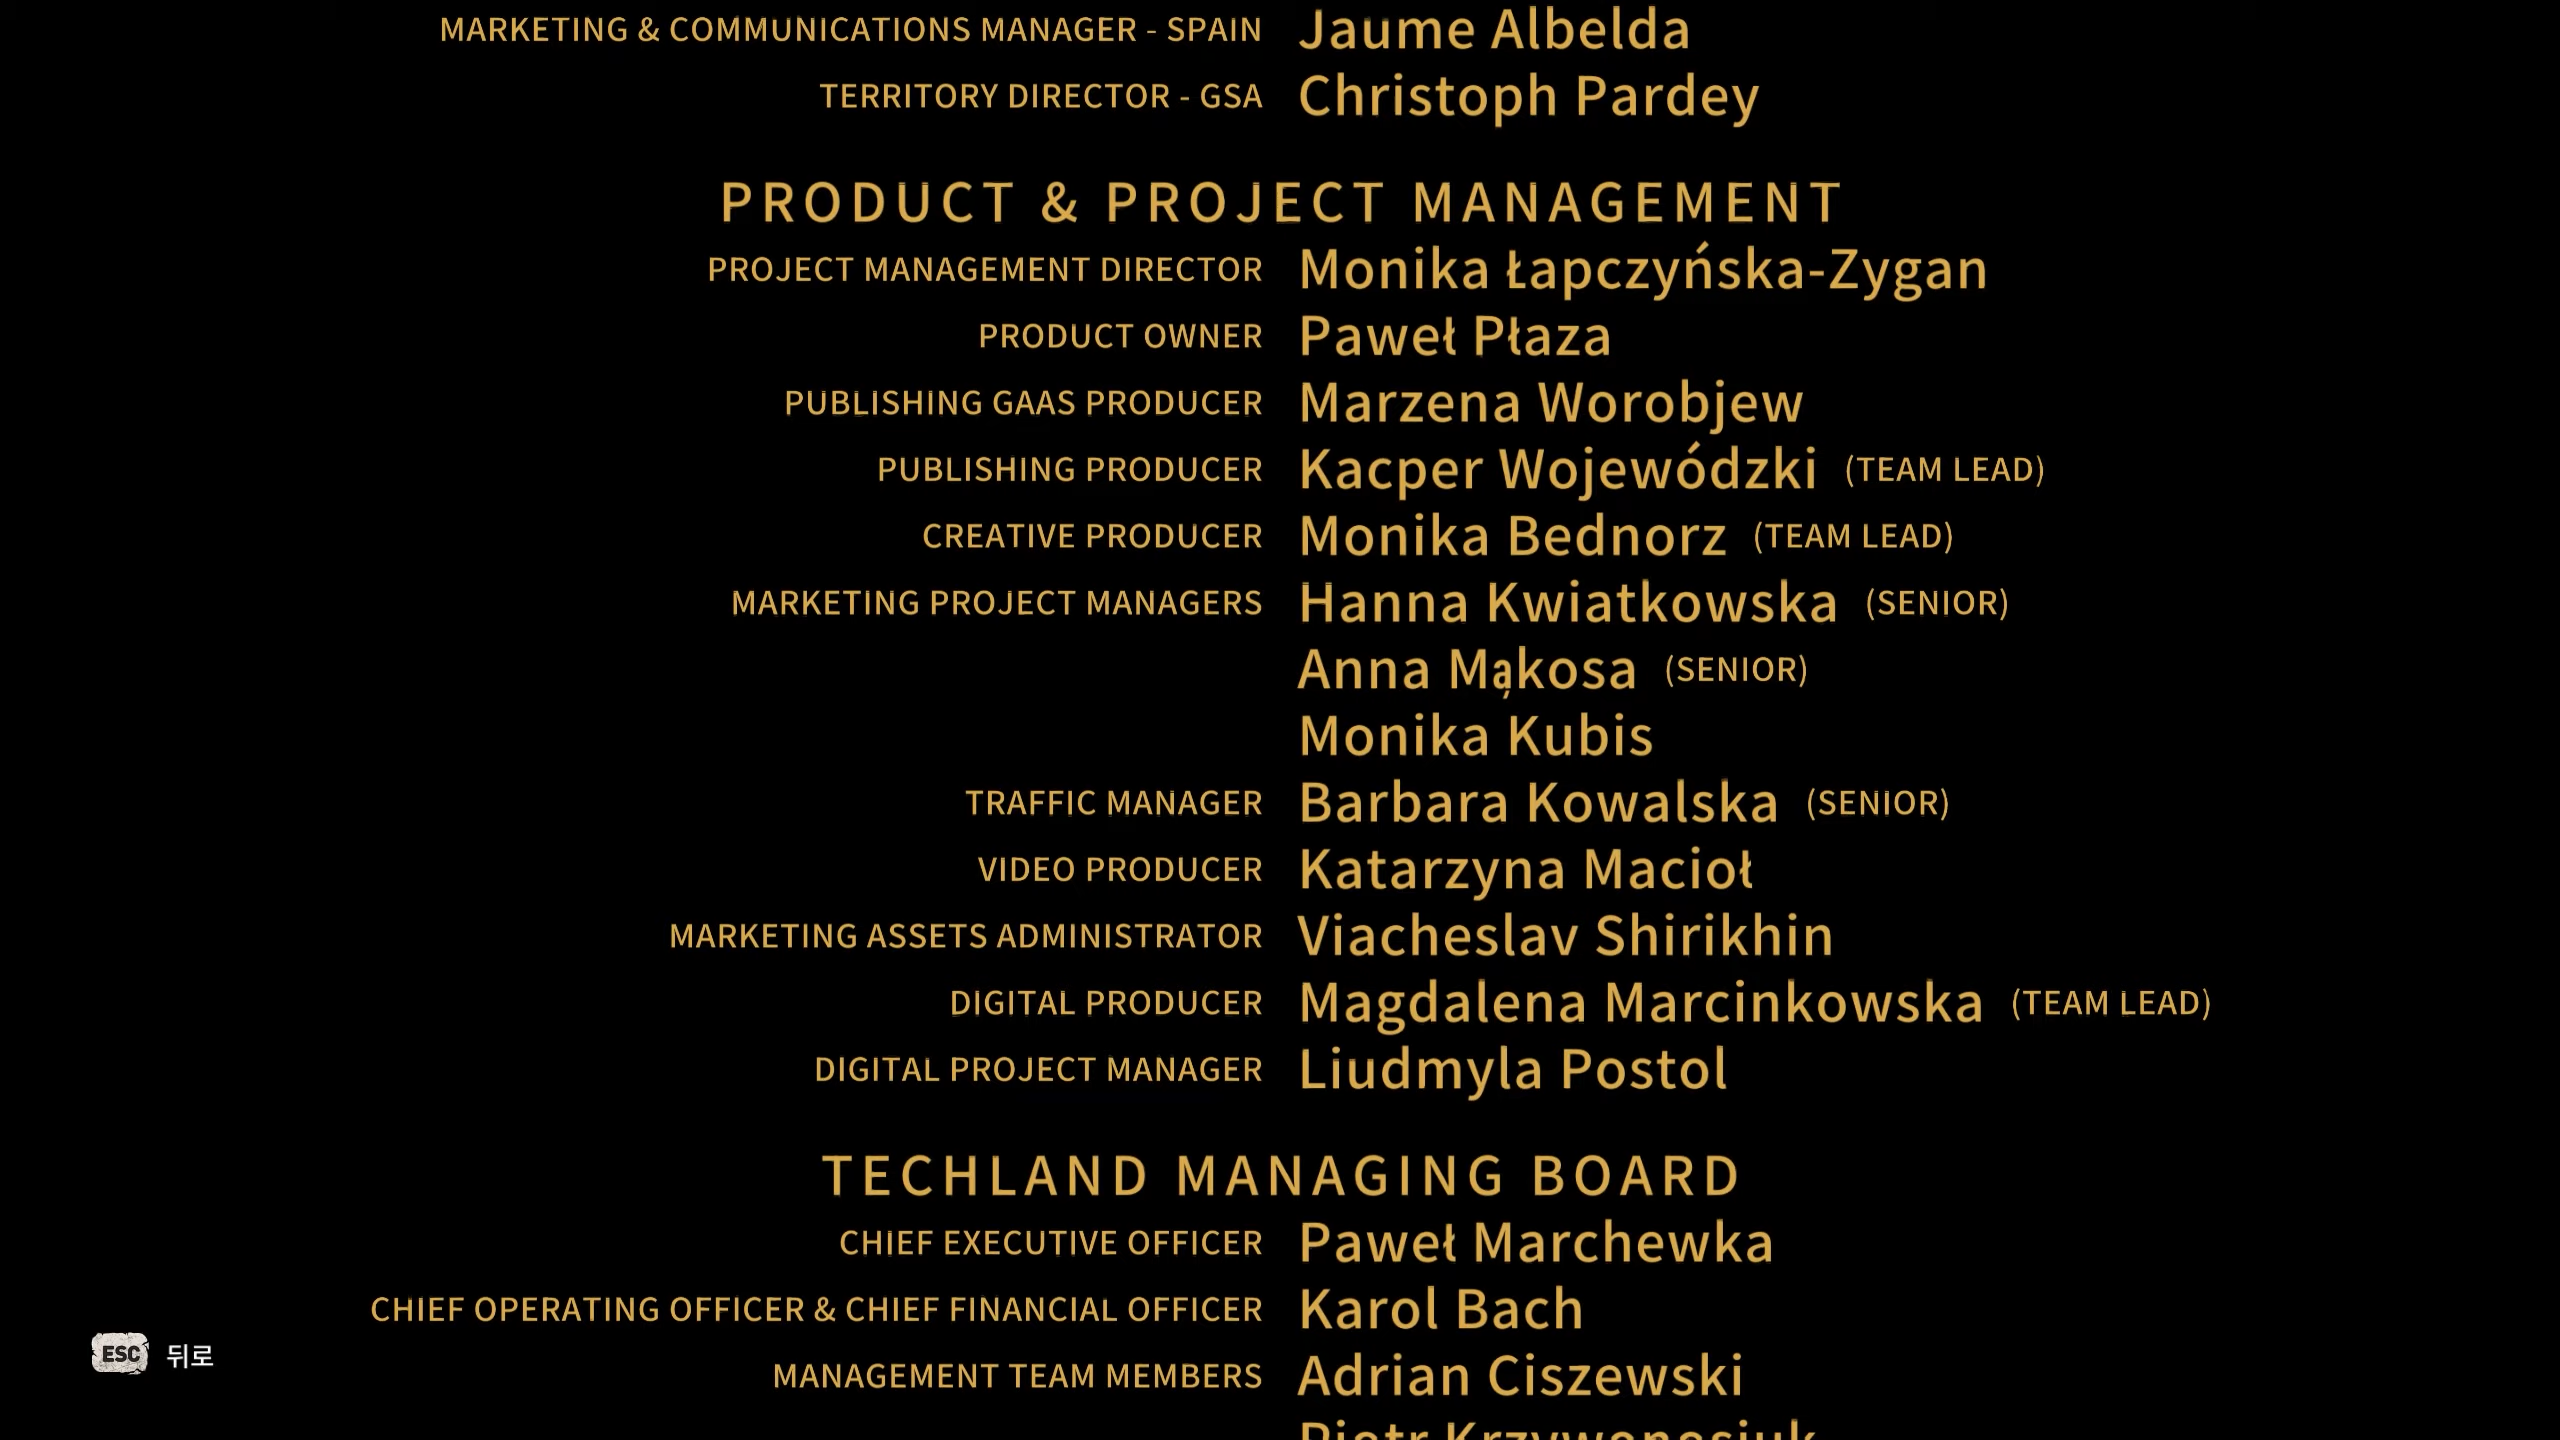 MARKETING & COMMUNICATIONS MANAGER - SPAIN Jaume Albelda
TERRITORY DIRECTOR - GSA Christoph Pardey
PRODUCT & PROJECT MANAGEMENT
PROJECT MANAGEMENT DIRECTOR Monika Łapczyńska-Zygan
PRODUCT OWNER Paweł Płaza
PUBLISHING GAAS PRODUCER Marzena Worobjew
PUBLISHING PRODUCER Kacper Wojewódzki (TEAM LEAD)
CREATIVE PRODUCER Monika Bednorz (TEAM LEAD)
MARKETING PROJECT MANAGERS Hanna Kwiatkowska (SENIOR)
Anna Mąkosa (SENIOR)
Monika Kubis
TRAFFIC MANAGER Barbara Kowalska (SENIOR)
VIDEO PRODUCER Katarzyna Macioł
MARKETING ASSETS ADMINISTRATOR Viacheslav Shirikhin
DIGITAL PRODUCER Magdalena Marcinkowska (TEAM LEAD)
DIGITAL PROJECT MANAGER Liudmyla Postol
TECHLAND MANAGING BOARD
CHIEF EXECUTIVE OFFICER Paweł Marchewka
CHIEF OPERATING OFFICER & CHIEF FINANCIAL OFFICER Karol Bach
MANAGEMENT TEAM MEMBERS Adrian Ciszewski
ESC 뒤로